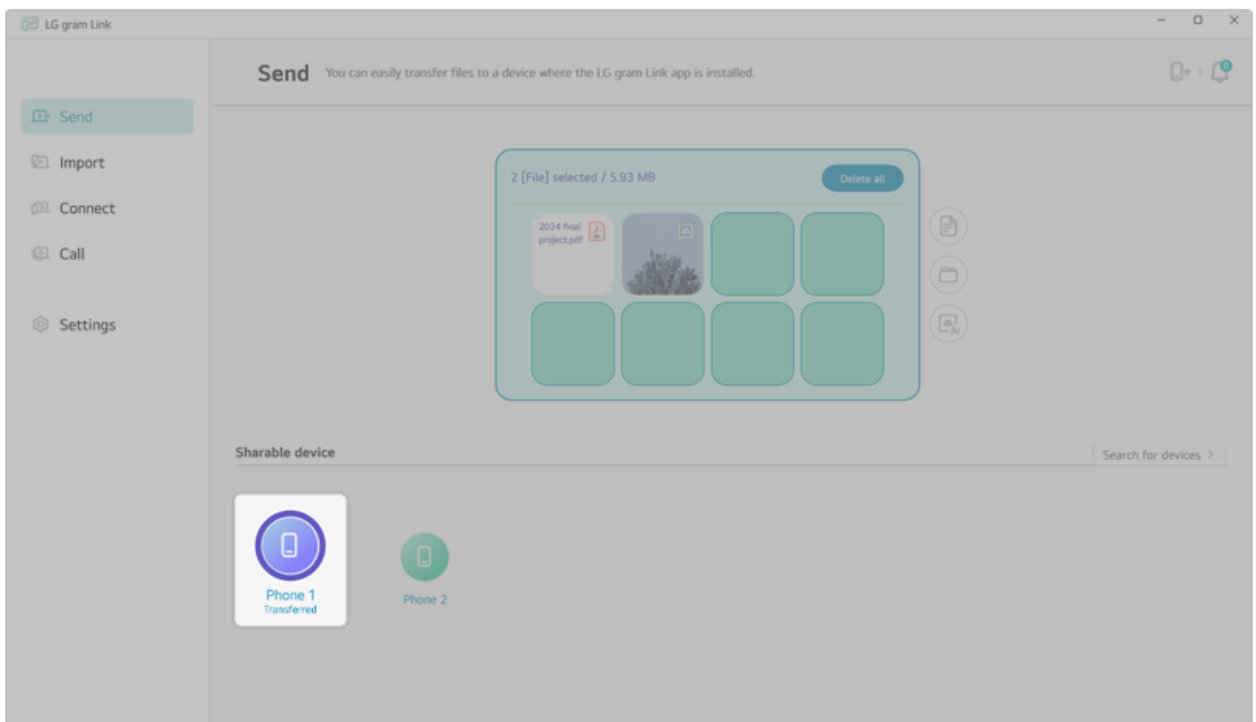 LG gram Link
Send You can easily transfer files to a device where the LG gram Link app is installed.
0
Send
Import
Connect
Call
Settings
2 [File] selected / 5.93 MB
Delete all
2024 final
project.pdf
AI
Sharable device
Search for devices >
Phone 1
Transferred
Phone 2